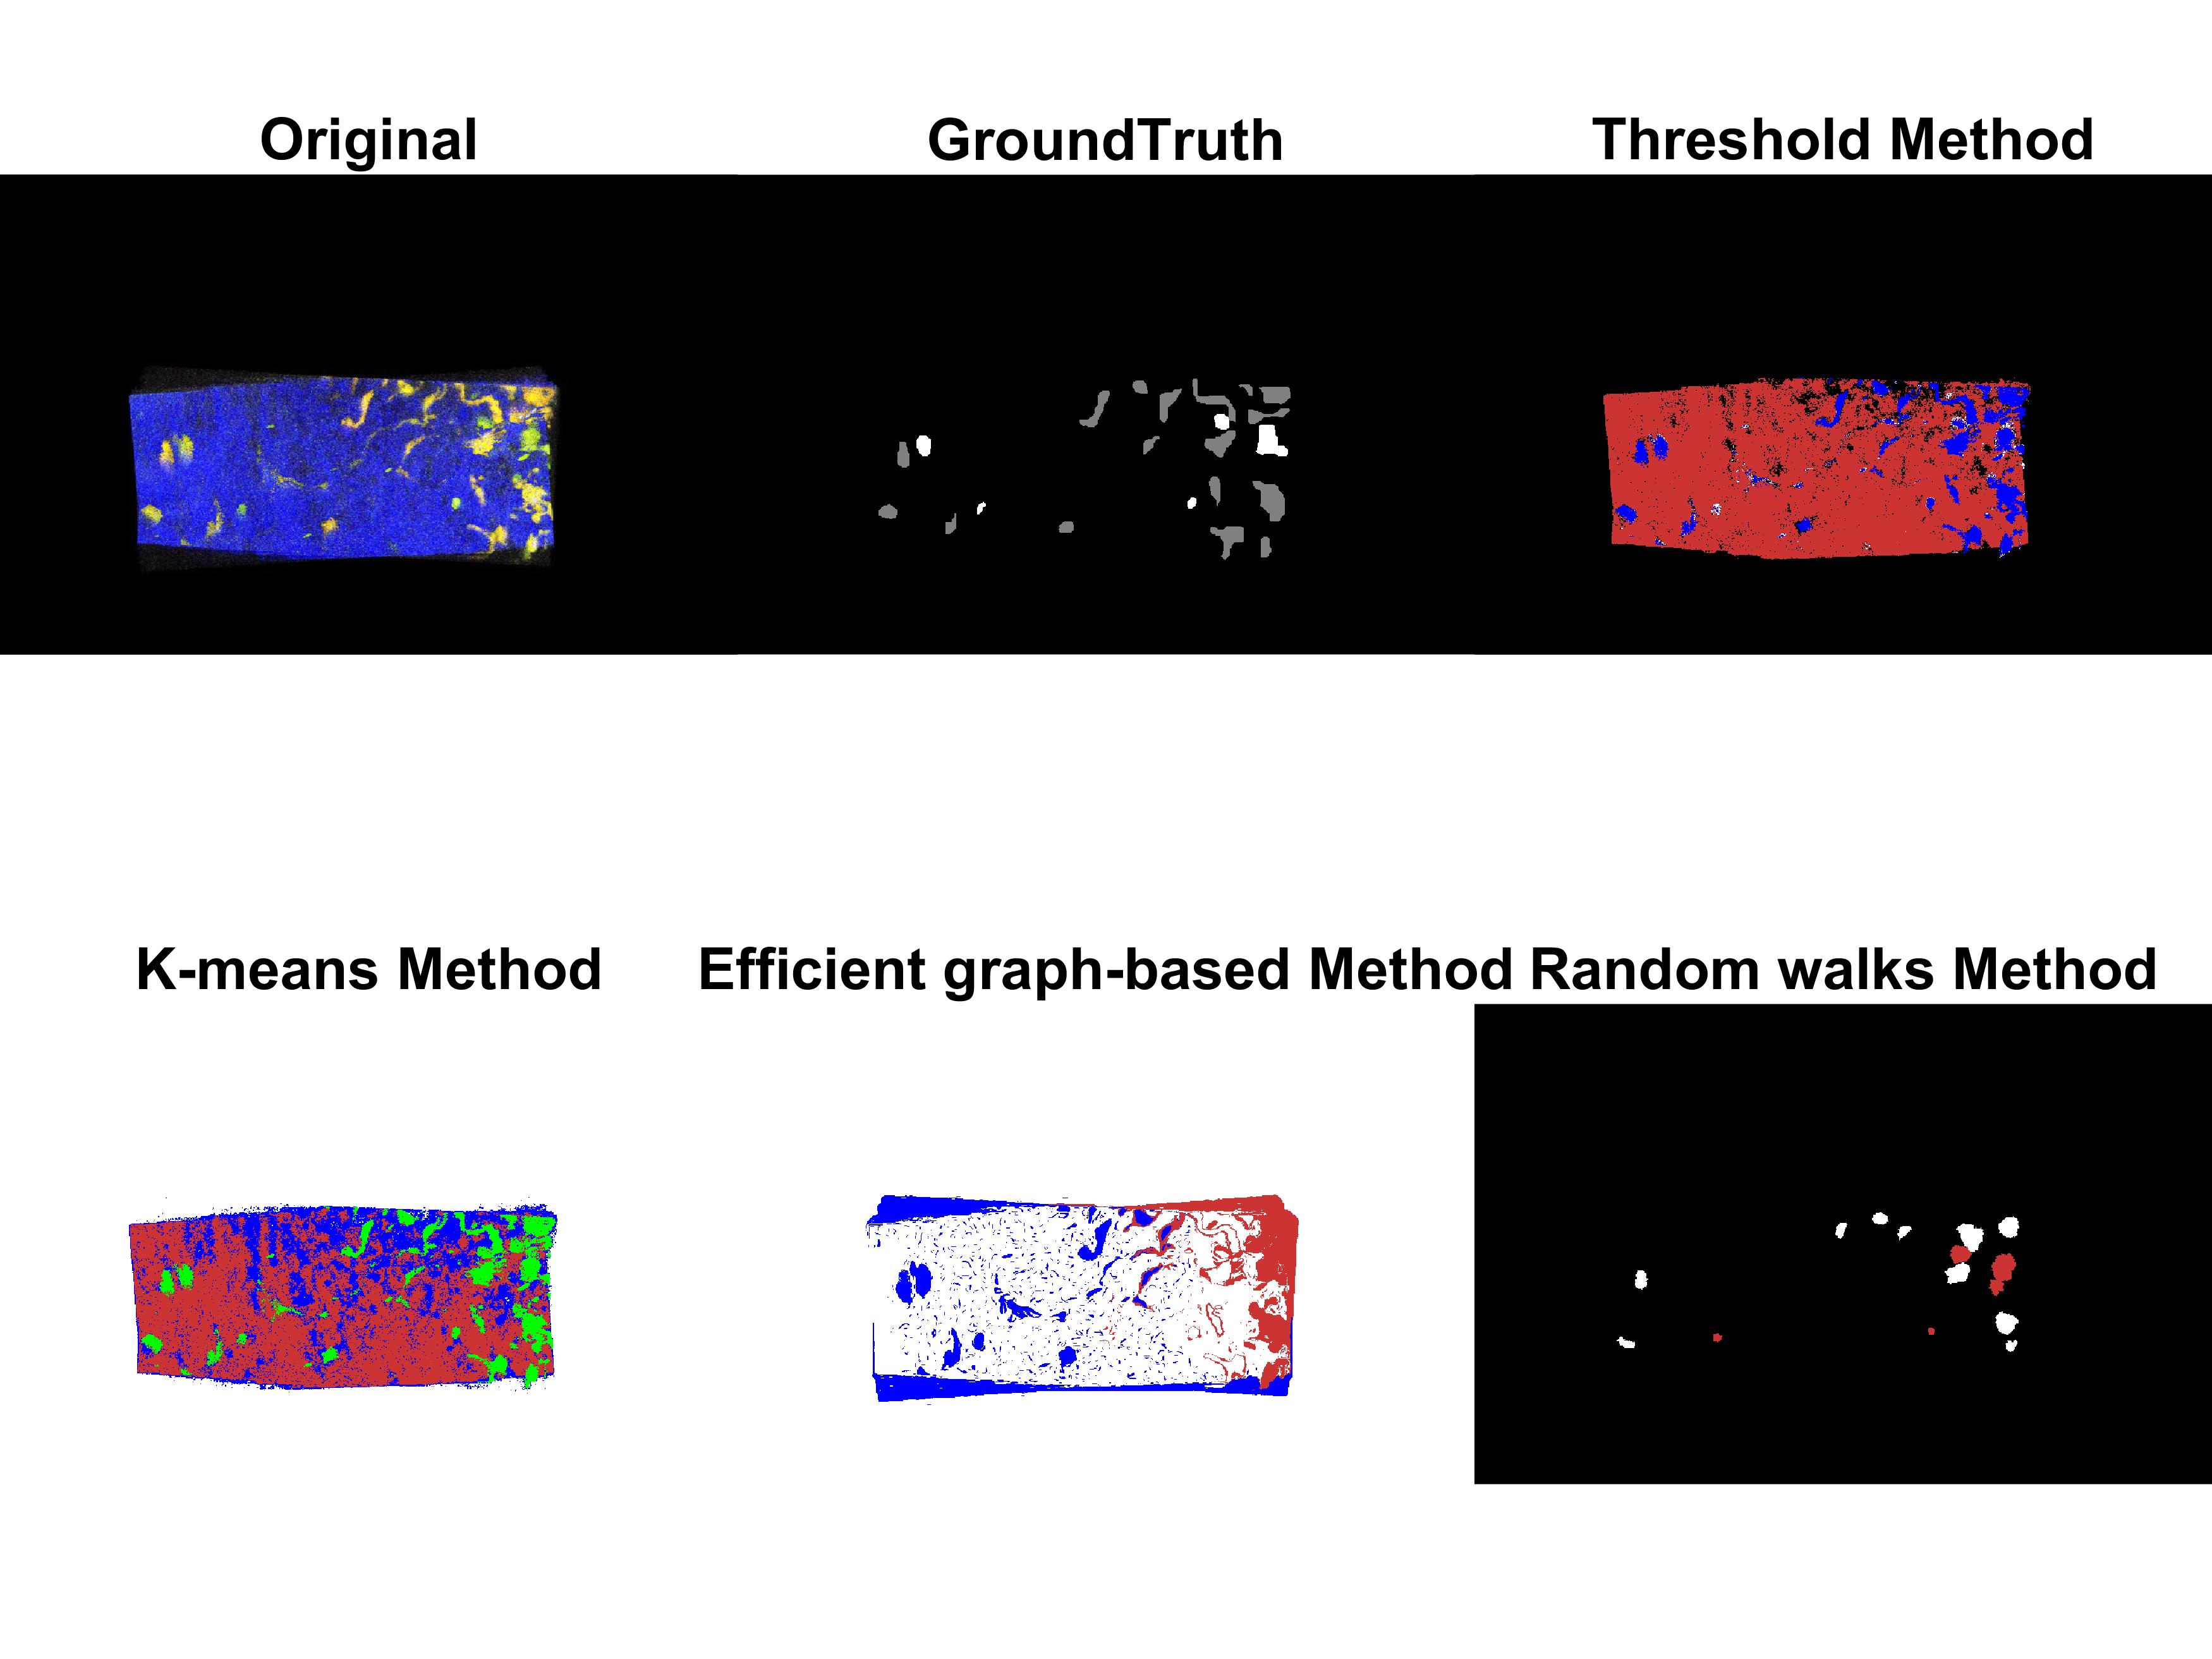 Original
GroundTruth
Threshold Method
K-means Method
Efficient graph-based Method
Random walks Method